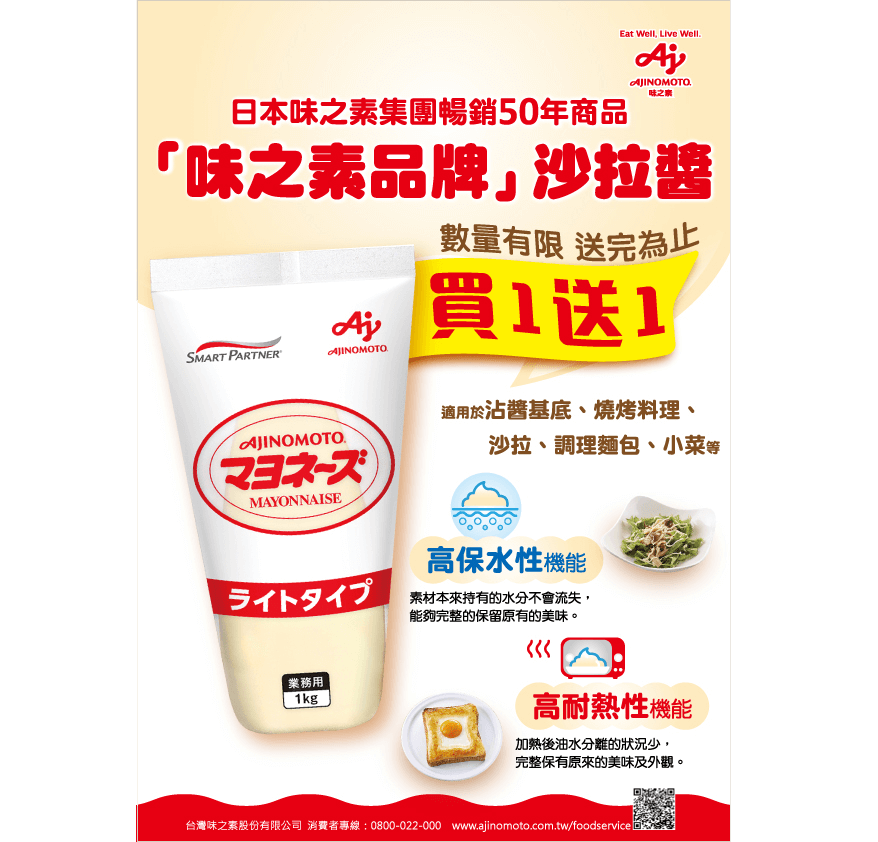 Eat Well, Live Well.
Aj
AJINOMOTO.
味之素
日本味之素集團暢銷50年商品
「味之素品牌」沙拉醬
數量有限 送完為止
買1送1
SMART PARTNER
Aj
AJINOMOTO.
適用於沾醬基底、燒烤料理、
沙拉、調理麵包、小菜等
AJINOMOTO.
マヨネーズ
MAYONNAISE
高保水性機能
素材本來持有的水分不會流失，
能夠完整的保留原有的美味。
ライトタイプ
業務用
1kg
高耐熱性機能
加熱後油水分離的狀況少，
完整保有原來的美味及外觀。
台灣味之素股份有限公司 消費者專線：0800-022-000 www.ajinomoto.com.tw/foodservice